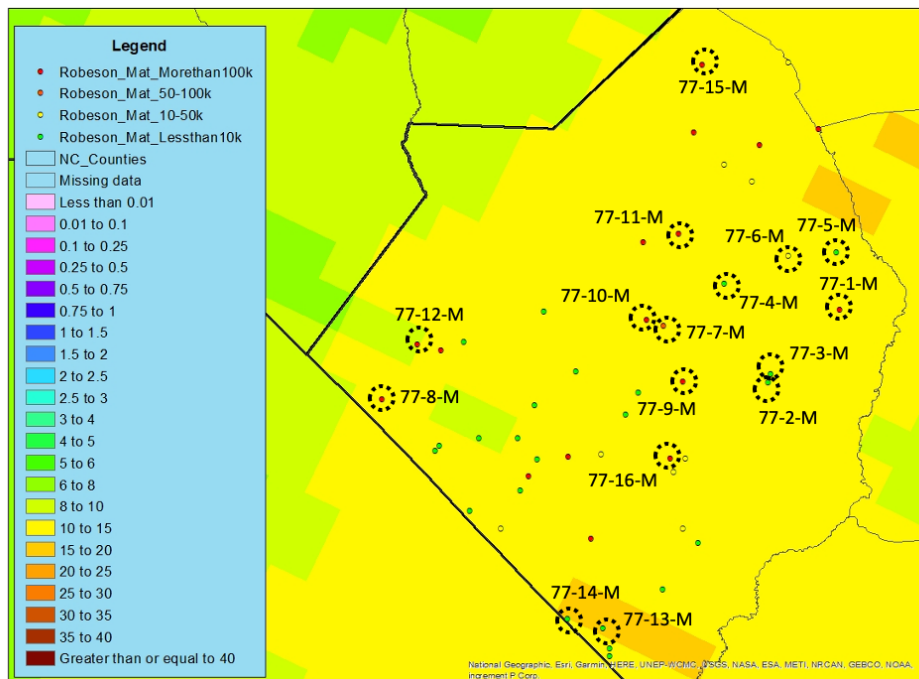 Legend
Robeson_Mat_Morethan100k
Robeson_Mat_50-100k
Robeson_Mat_10-50k
Robeson_Mat_Lessthan10k
NC_Counties
Missing data
Less than 0.01
0.01 to 0.1
0.1 to 0.25
0.25 to 0.5
0.5 to 0.75
0.75 to 1
1 to 1.5
1.5 to 2
2 to 2.5
2.5 to 3
3 to 4
4 to 5
5 to 6
6 to 8
8 to 10
10 to 15
15 to 20
20 to 25
25 to 30
30 to 35
35 to 40
Greater than or equal to 40
77-15-M
77-11-M
77-6-M
77-5-M
77-4-M
77-1-M
77-10-M
77-7-M
77-12-M
77-3-M
77-8-M
77-9-M
77-2-M
77-16-M
77-14-M
77-13-M
National Geographic, Esri, Garmin, HERE, UNEP-WCMC, USGS, NASA, ESA, METI, NRCAN, GEBCO, NOAA,
increment P Corp.